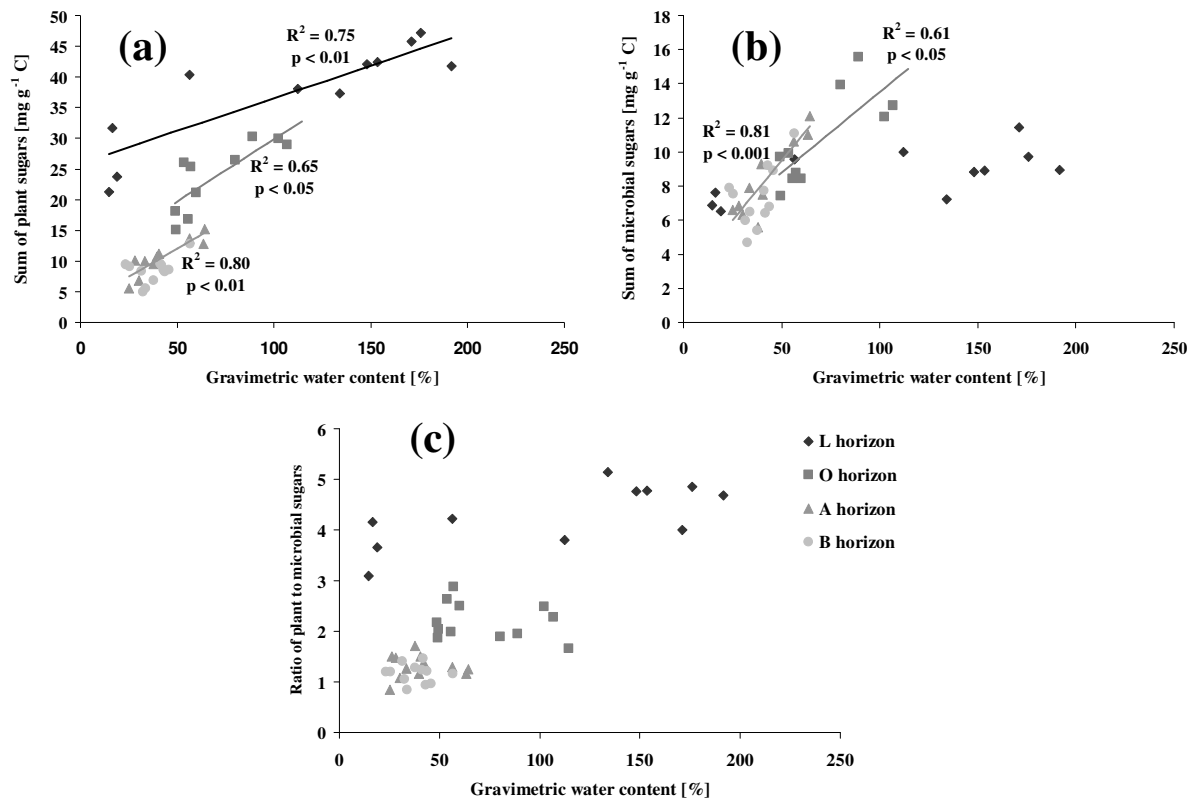 (a)
50
45
40
35
30
25
20
15
10
5
0
Sum of plant sugars [mg g⁻¹ C]
R² = 0.75
p < 0.01
R² = 0.65
p < 0.05
R² = 0.80
p < 0.01
0 50 100 150 200 250
Gravimetric water content [%]
(b)
18
16
14
12
10
8
6
4
2
0
Sum of microbial sugars [mg g⁻¹ C]
R² = 0.61
p < 0.05
R² = 0.81
p < 0.001
0 50 100 150 200 250
Gravimetric water content [%]
(c)
6
5
4
3
2
1
0
Ratio of plant to microbial sugars
0 50 100 150 200 250
Gravimetric water content [%]
L horizon
O horizon
A horizon
B horizon